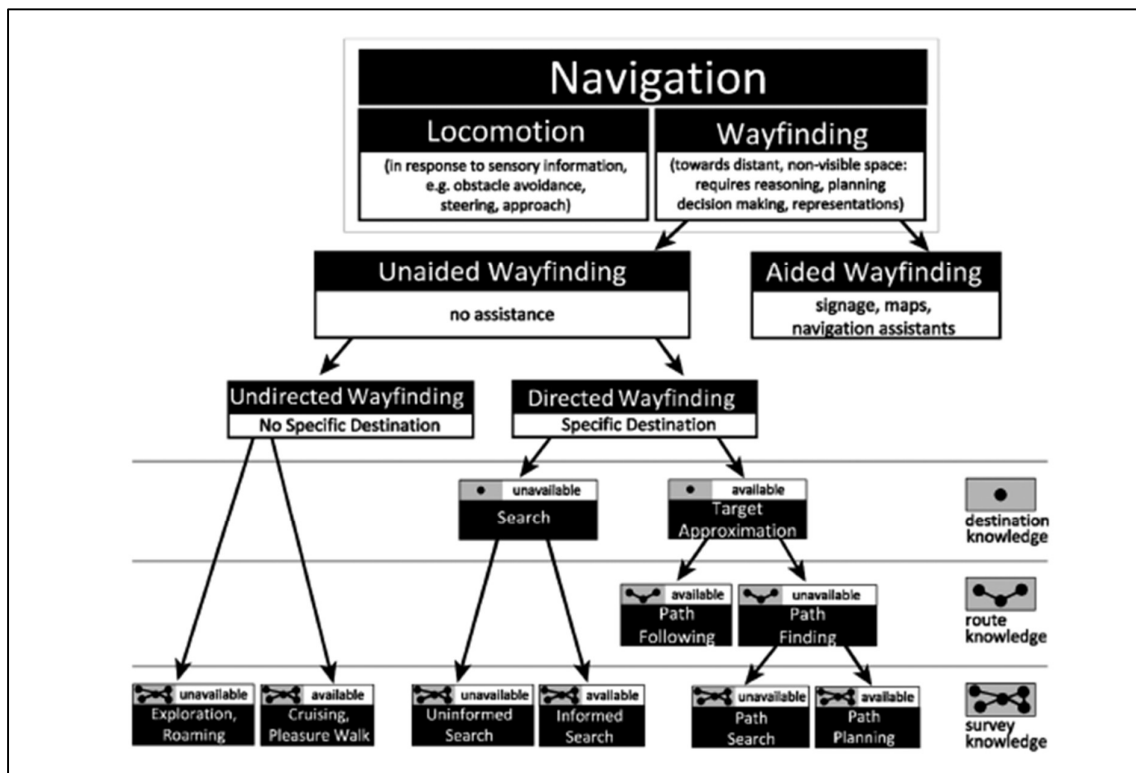 Navigation
Locomotion
(in response to sensory information,
e.g. obstacle avoidance,
steering, approach)
Wayfinding
(towards distant, non-visible space:
requires reasoning, planning
decision making, representations)
Unaided Wayfinding
no assistance
Aided Wayfinding
signage, maps,
navigation assistants
Undirected Wayfinding
No Specific Destination
Directed Wayfinding
Specific Destination
unavailable
Search
available
Target
Approximation
destination
knowledge
available
Path
Following
unavailable
Path
Finding
route
knowledge
unavailable
Exploration,
Roaming
available
Cruising,
Pleasure Walk
unavailable
Uninformed
Search
available
Informed
Search
unavailable
Path
Search
available
Path
Planning
survey
knowledge